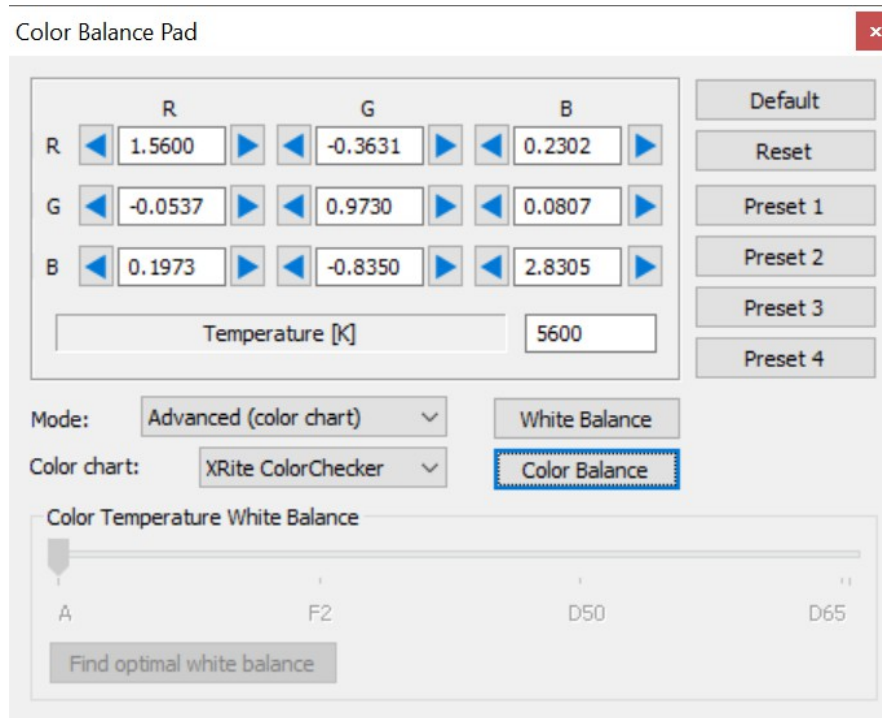 Color Balance Pad
x
R G B
R 1.5600 -0.3631 0.2302
G -0.0537 0.9730 0.0807
B 0.1973 -0.8350 2.8305
Temperature [K] 5600
Default
Reset
Preset 1
Preset 2
Preset 3
Preset 4
Mode: Advanced (color chart) White Balance
Color chart: XRite ColorChecker Color Balance
Color Temperature White Balance
A F2 D50 D65
Find optimal white balance